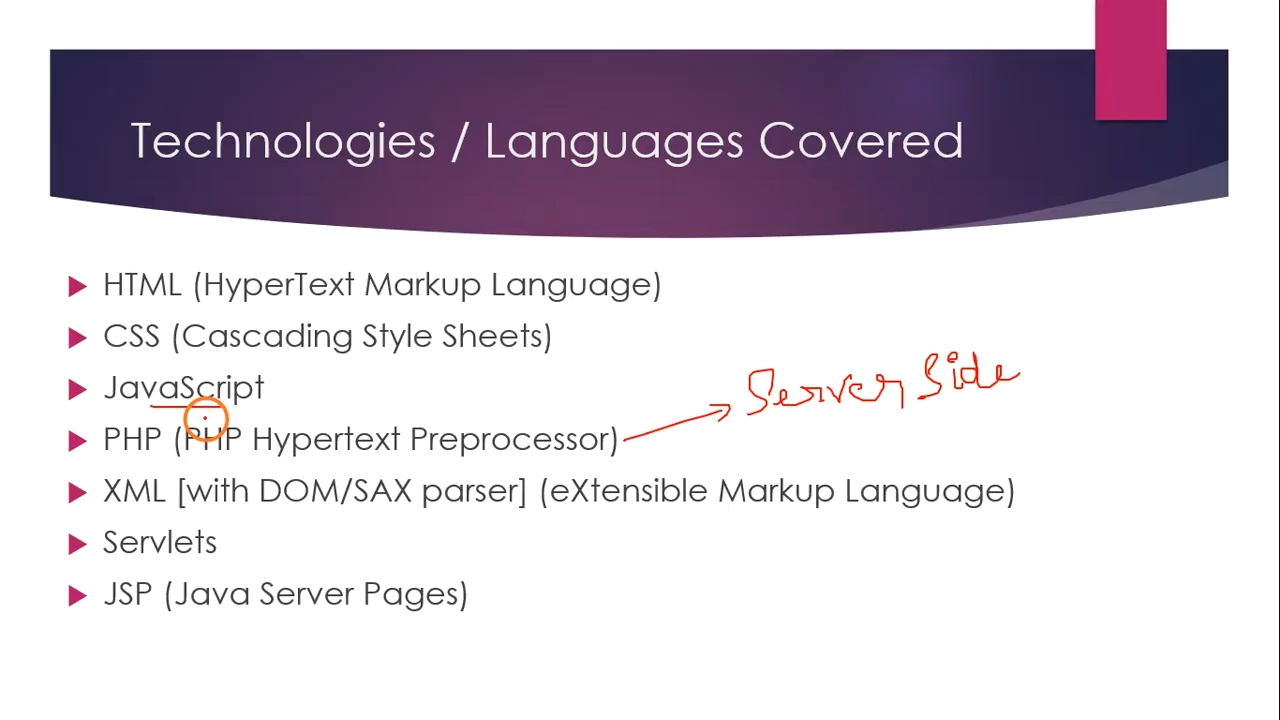 Technologies / Languages Covered
HTML (HyperText Markup Language)
CSS (Cascading Style Sheets)
JavaScript
PHP (PHP Hypertext Preprocessor)
Server Side
XML [with DOM/SAX parser] (eXtensible Markup Language)
Servlets
JSP (Java Server Pages)